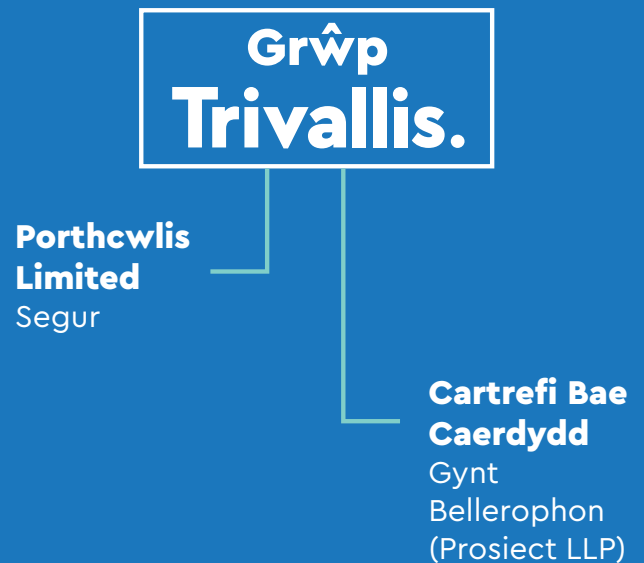 Grŵp
Trivallis.
Porthcwlis
Limited
Segur
Cartrefi Bae
Caerdydd
Gynt
Bellerophon
(Prosiect LLP)